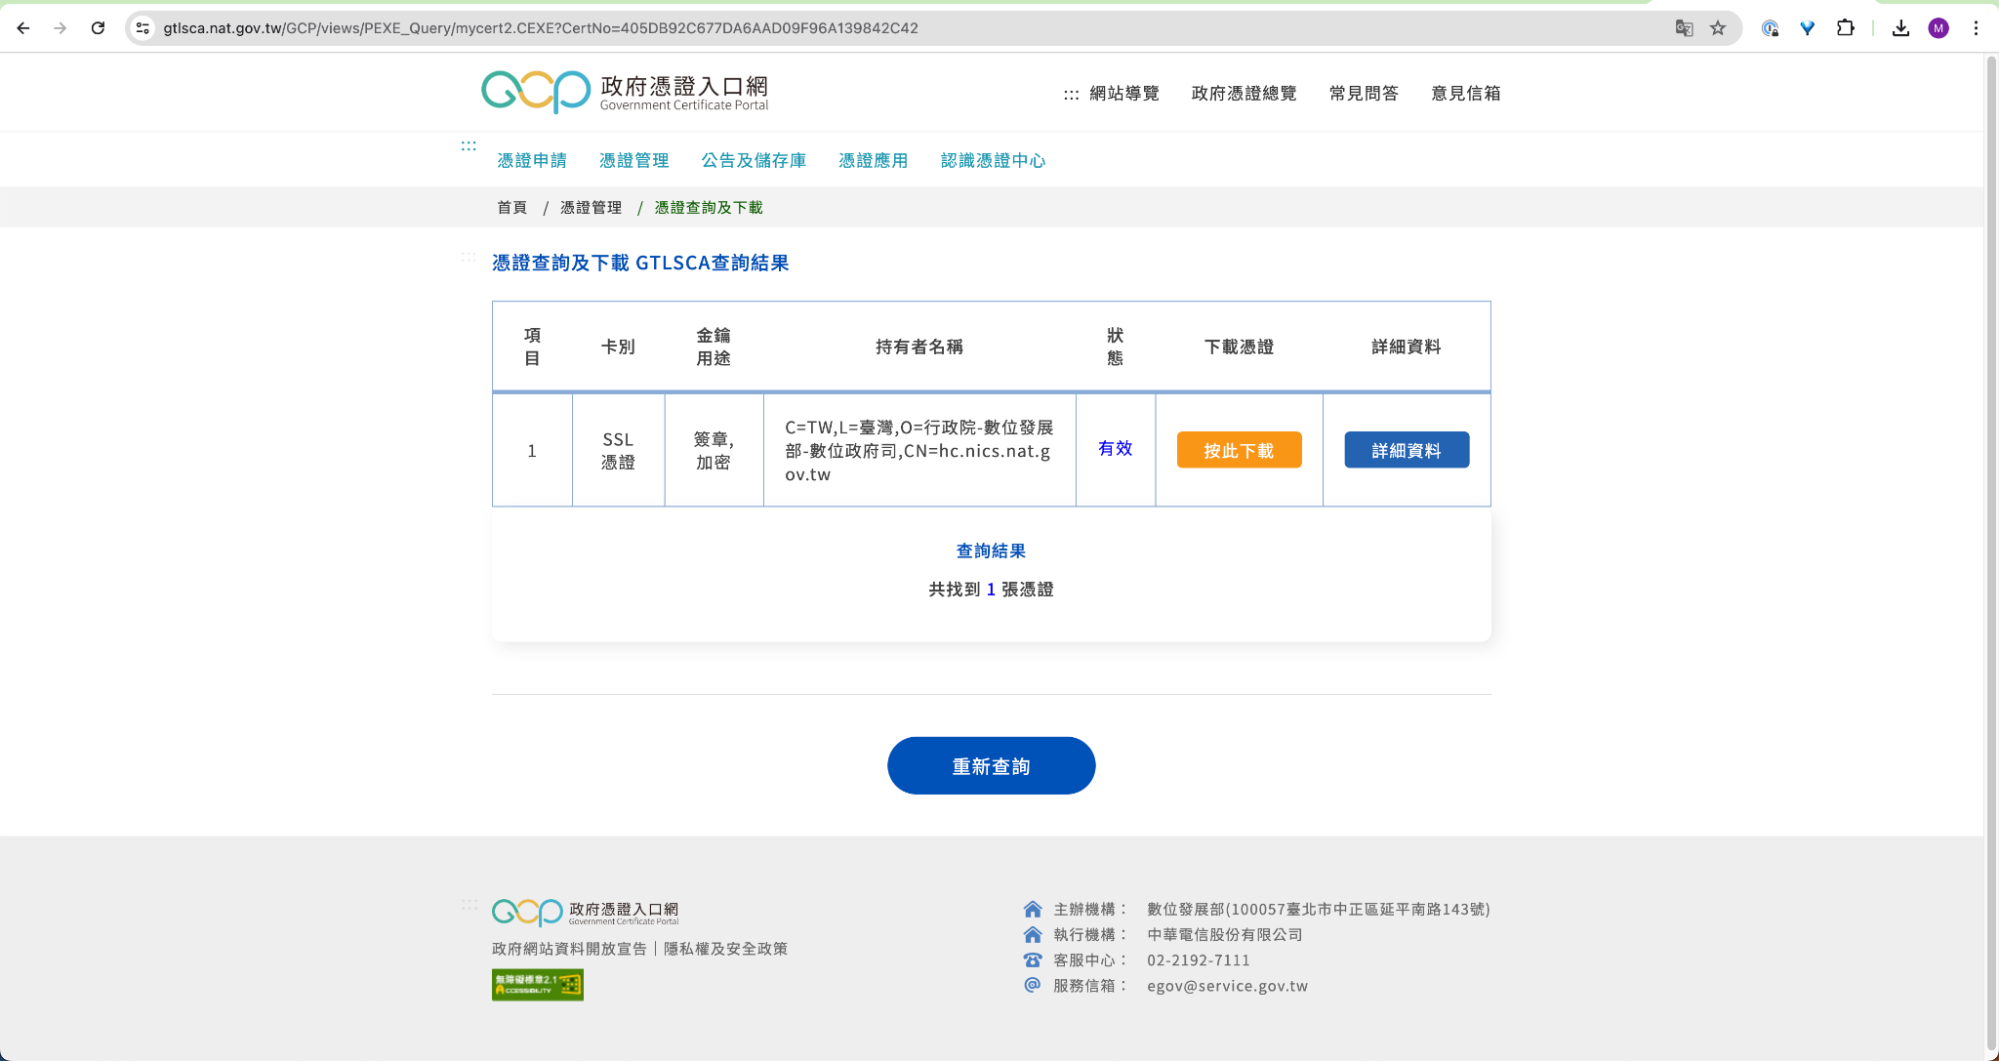 gtlsca.nat.gov.tw/GCP/views/PEXE_Query/mycert2.CEXE?CertNo=405DB92C677DA6AAD09F96A139842C42
M
GCP 政府憑證入口網
Government Certificate Portal
::: 網站導覽 政府憑證總覽 常見問答 意見信箱
:::
憑證申請 憑證管理 公告及儲存庫 憑證應用 認識憑證中心
首頁 / 憑證管理 / 憑證查詢及下載
:::
憑證查詢及下載 GTLSCA查詢結果
項目 卡別 金鑰用途 持有者名稱 狀態 下載憑證 詳細資料
1
SSL
憑證
簽章,
加密
C=TW,L=臺灣,O=行政院-數位發展
部-數位政府司,CN=hc.nics.nat.g
ov.tw
有效
按此下載
詳細資料
查詢結果
共找到 1 張憑證
重新查詢
:::
GCP 政府憑證入口網
Government Certificate Portal
政府網站資料開放宣告｜隱私權及安全政策
無障礙標章2.1
ACCESSIBILITY
主辦機構： 數位發展部(100057臺北市中正區延平南路143號)
執行機構： 中華電信股份有限公司
客服中心： 02-2192-7111
服務信箱： egov@service.gov.tw